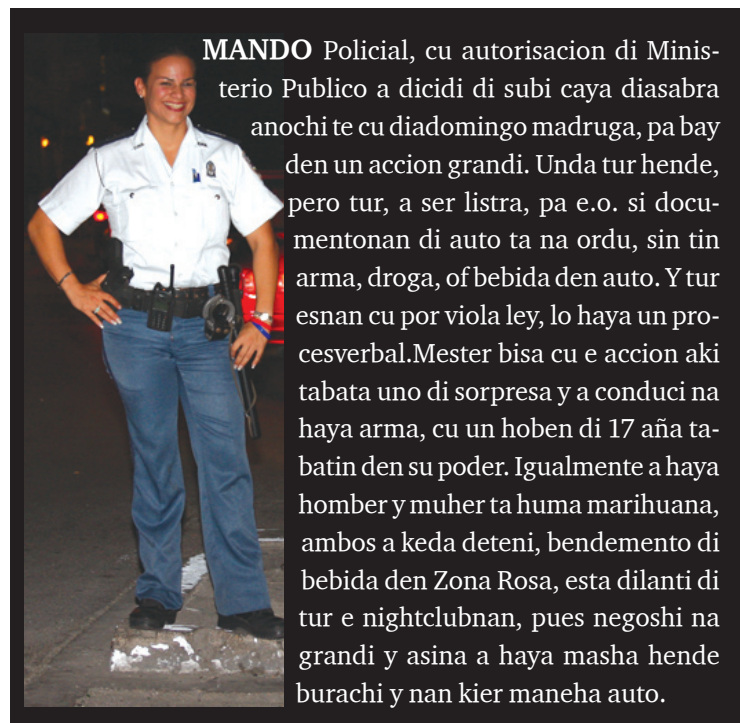 MANDO Policial, cu autorisacion di Minis-
terio Publico a dicidi di subi caya diasabra
anochi te cu diadomingo madruga, pa bay
den un accion grandi. Unda tur hende,
pero tur, a ser listra, pa e.o. si docu-
mentonan di auto ta na ordu, sin tin
arma, droga, of bebida den auto. Y tur
esnan cu por viola ley, lo haya un pro-
cesverbal.Mester bisa cu e accion aki
tabata uno di sorpresa y a conduci na
haya arma, cu un hoben di 17 aña ta-
batin den su poder. Igualmente a haya
homber y muher ta huma marihuana,
ambos a keda deteni, bendemento di
bebida den Zona Rosa, esta dilanti di
tur e nightclubnan, pues negoshi na
grandi y asina a haya masha hende
burachi y nan kier maneha auto.